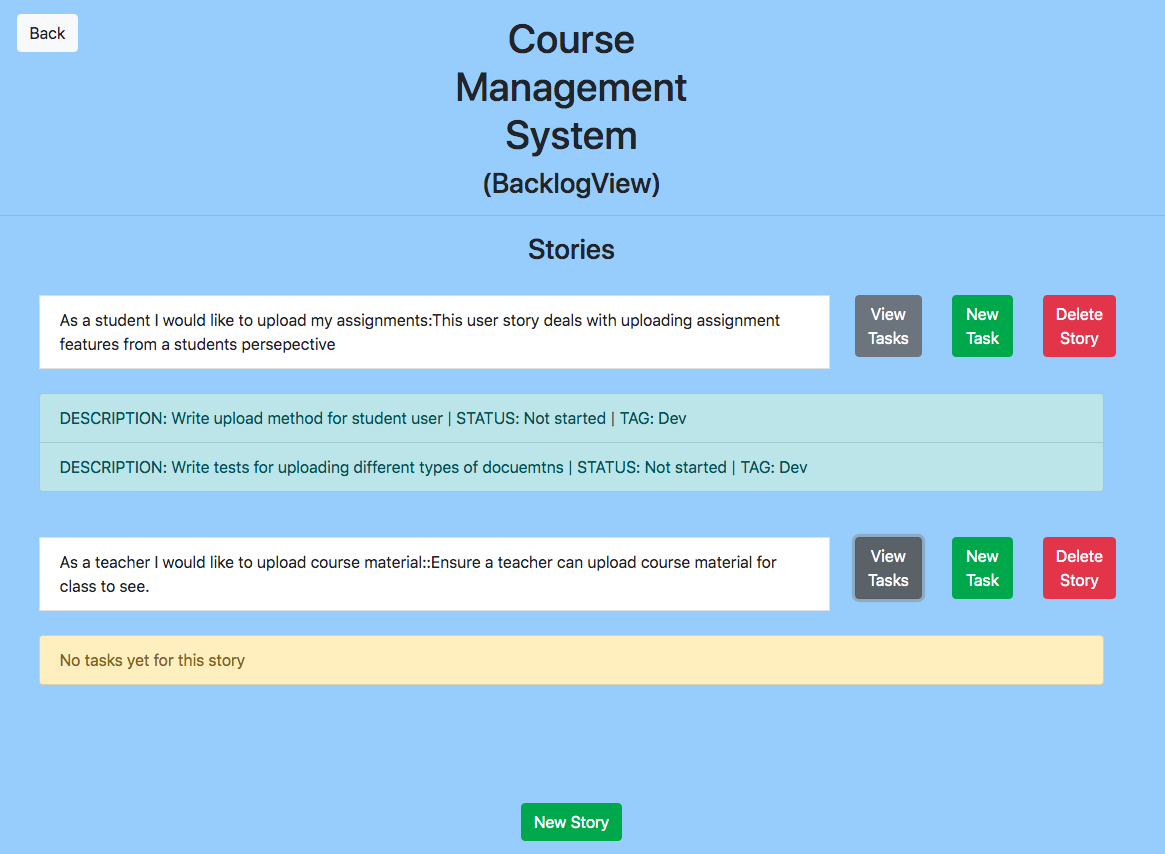 Back
Course
Management
System
(BacklogView)
Stories
As a student I would like to upload my assignments:This user story deals with uploading assignment
features from a students persepective
View
Tasks
New
Task
Delete
Story
DESCRIPTION: Write upload method for student user | STATUS: Not started | TAG: Dev
DESCRIPTION: Write tests for uploading different types of docuemtns | STATUS: Not started | TAG: Dev
As a teacher I would like to upload course material::Ensure a teacher can upload course material for
class to see.
View
Tasks
New
Task
Delete
Story
No tasks yet for this story
New Story